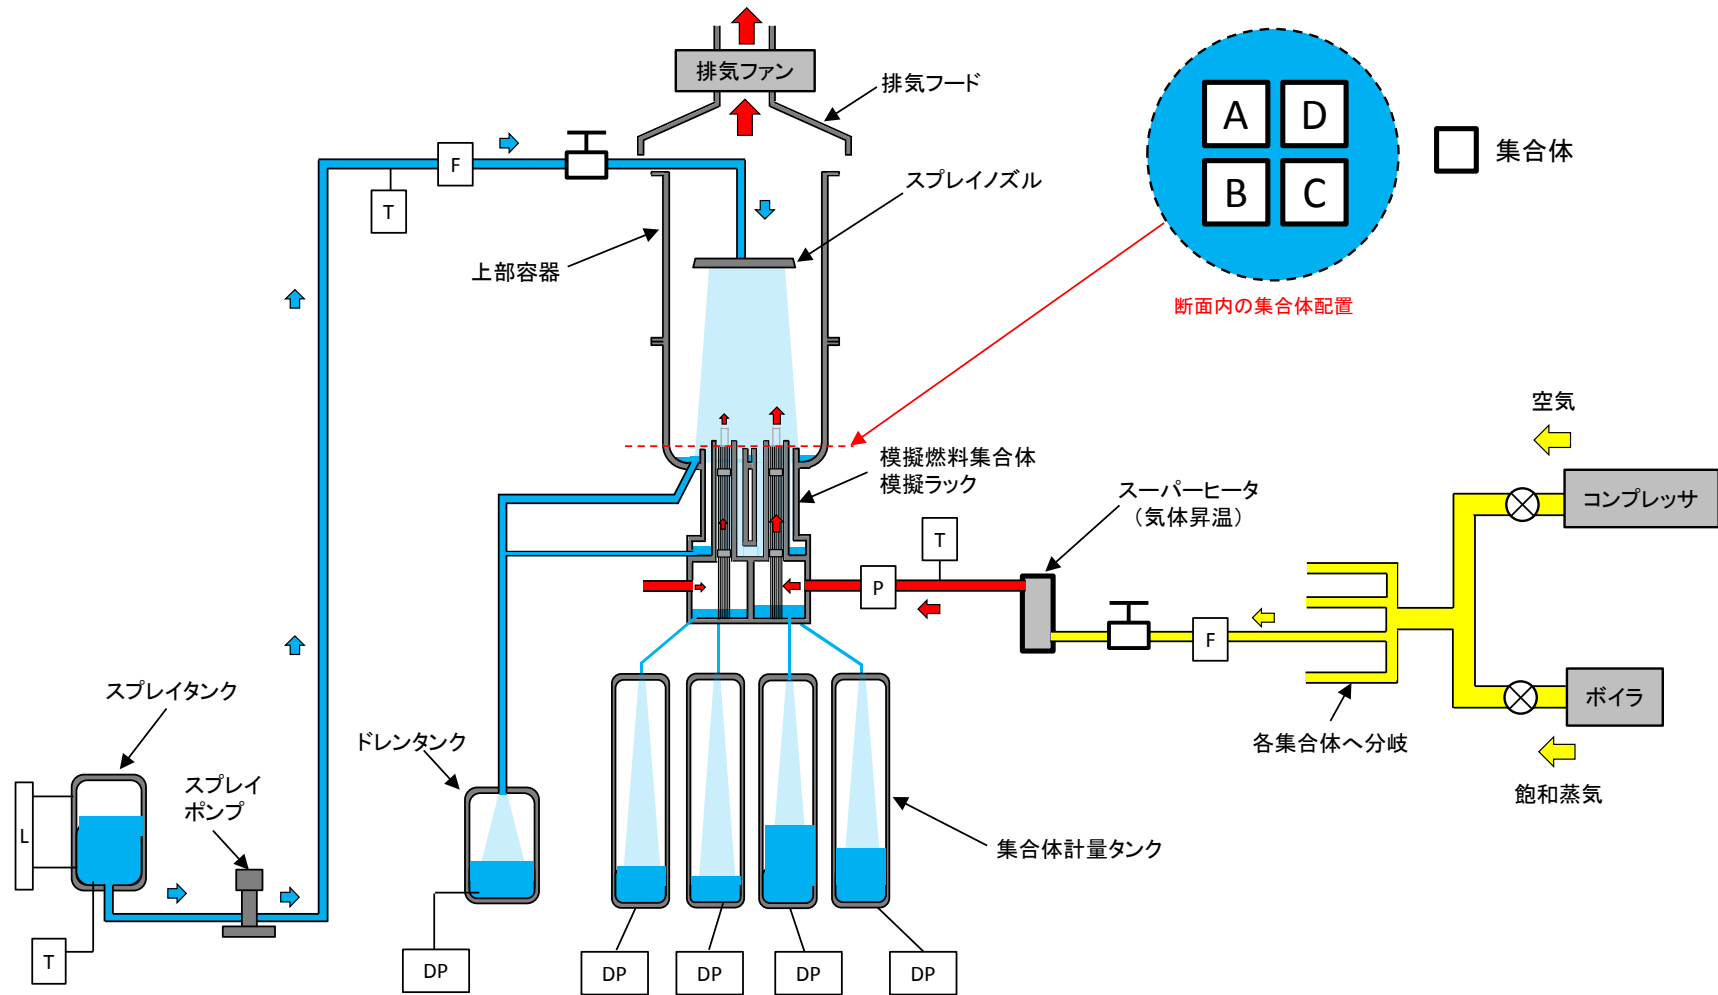 排気ファン
排気フード
A
D
B
C
集合体
断面内の集合体配置
F
T
スプレイノズル
上部容器
空気
コンプレッサ
模擬燃料集合体
模擬ラック
スーパーヒータ
（気体昇温）
T
P
F
ボイラ
各集合体へ分岐
飽和蒸気
スプレイタンク
ドレンタンク
スプレイ
ポンプ
L
集合体計量タンク
T
DP
DP
DP
DP
DP